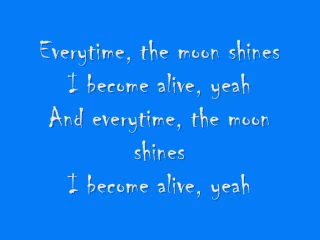 Everytime, the moon shines
I become alive, yeah
And everytime, the moon
shines
I become alive, yeah